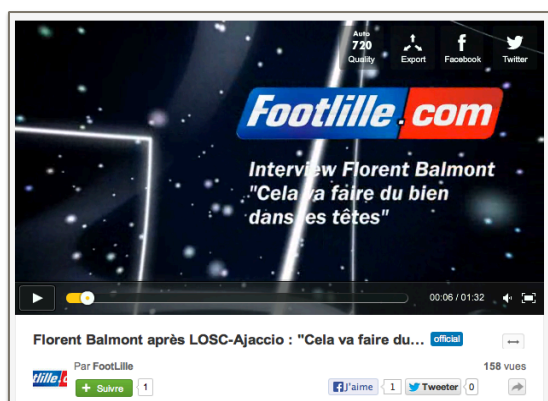 Auto
720
Quality
Export
Facebook
Twitter
Footlille.com
Interview Florent Balmont
"Cela va faire du bien
dans les têtes"
00:06 / 01:32
Florent Balmont après LOSC-Ajaccio : "Cela va faire du... official
tlille.c
Par FootLille
158 vues
+ Suivre 1
J'aime 1 Tweeter 0